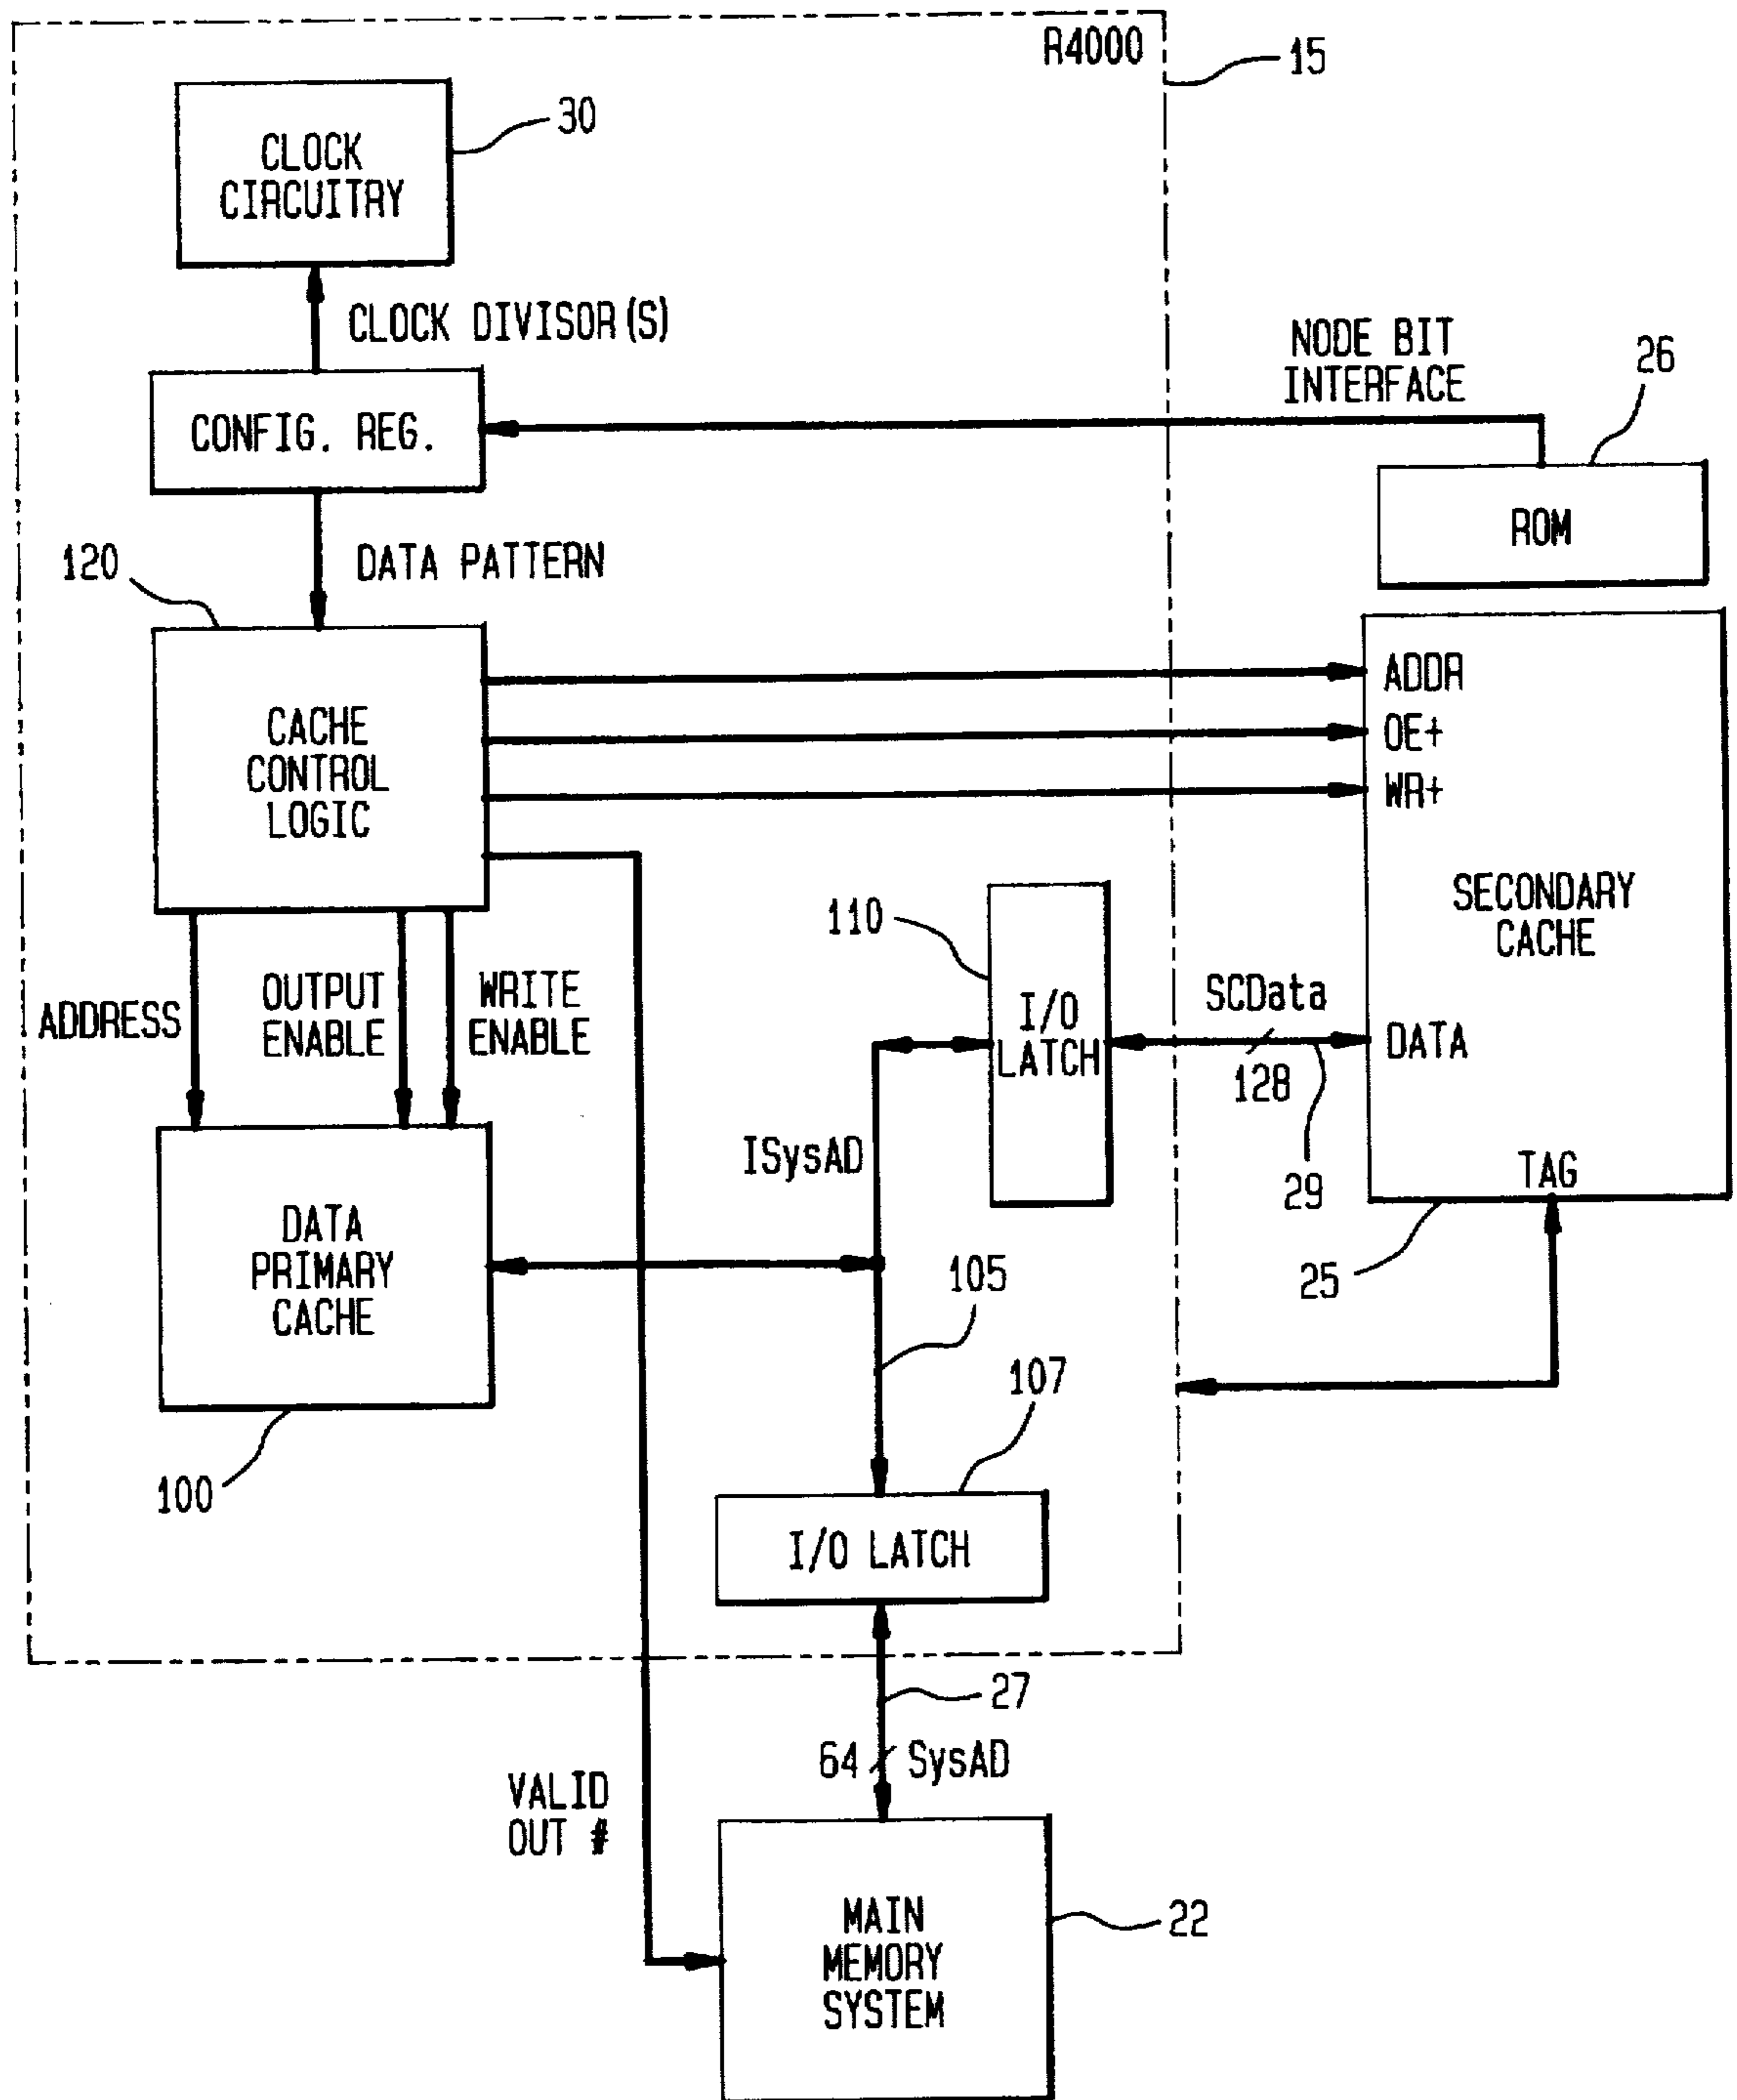 R4000
15
CLOCK
CIRCUITRY
30
CLOCK DIVISOR(S)
NODE BIT
INTERFACE
26
CONFIG. REG.
ROM
120
DATA PATTERN
CACHE
CONTROL
LOGIC
ADDR
OE+
WR+
SECONDARY
CACHE
110
I/O
LATCH
SCData
128
29
DATA
TAG
25
ADDRESS
OUTPUT
ENABLE
WRITE
ENABLE
ISysAD
DATA
PRIMARY
CACHE
100
105
107
I/O LATCH
27
64
SysAD
VALID
OUT #
MAIN
MEMORY
SYSTEM
22